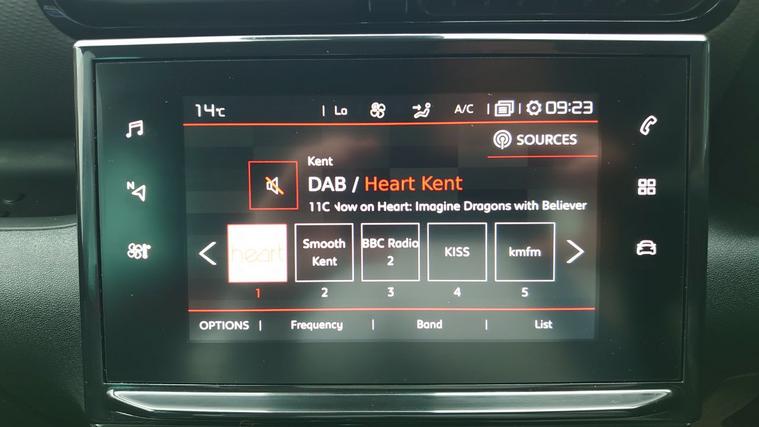 14°C | Lo A/C | | 09:23
SOURCES
Kent
DAB / Heart Kent
11C Now on Heart: Imagine Dragons with Believer
N
heart
Smooth
Kent
BBC Radio
2
KISS
kmfm
1 2 3 4 5
OPTIONS | Frequency | Band | List